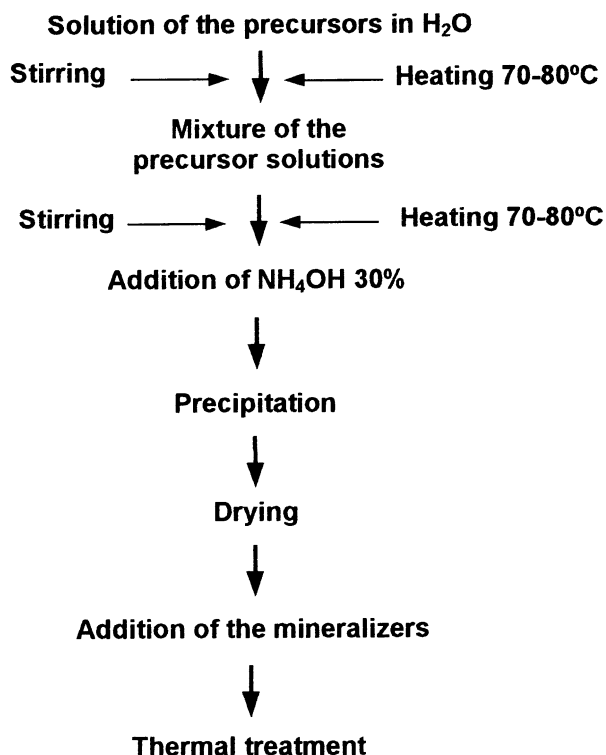 Solution of the precursors in H₂O
Stirring
Heating 70-80ºC
Mixture of the
precursor solutions
Stirring
Heating 70-80ºC
Addition of NH₄OH 30%
Precipitation
Drying
Addition of the mineralizers
Thermal treatment